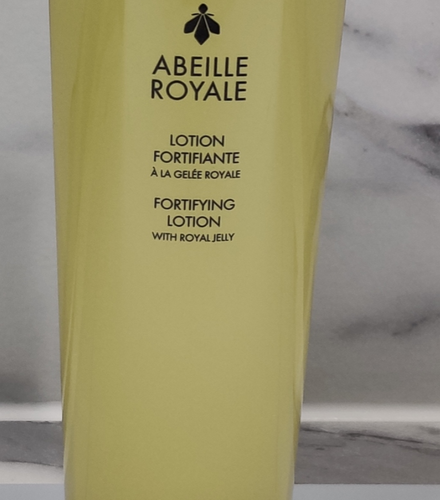 ABEILLE
ROYALE
LOTION
FORTIFIANTE
À LA GELÉE ROYALE
FORTIFYING
LOTION
WITH ROYAL JELLY